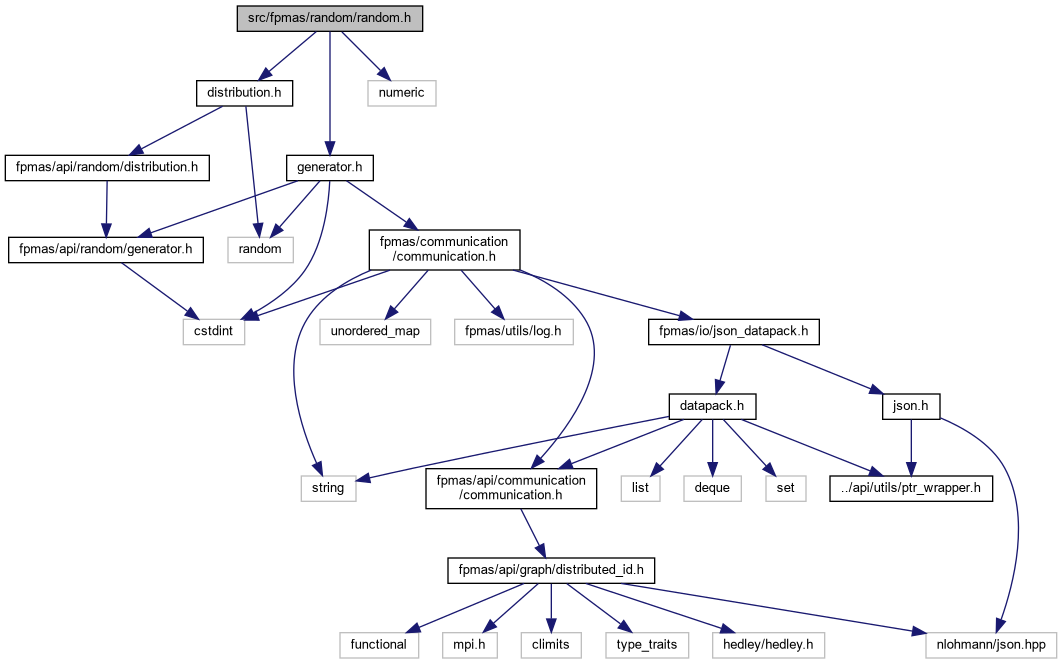 src/fpmas/random/random.h
distribution.h
numeric
fpmas/api/random/distribution.h
generator.h
fpmas/api/random/generator.h
random
fpmas/communication
/communication.h
cstdint
unordered_map
fpmas/utils/log.h
fpmas/io/json_datapack.h
datapack.h
json.h
string
fpmas/api/communication
/communication.h
list
deque
set
../api/utils/ptr_wrapper.h
fpmas/api/graph/distributed_id.h
functional
mpi.h
climits
type_traits
hedley/hedley.h
nlohmann/json.hpp